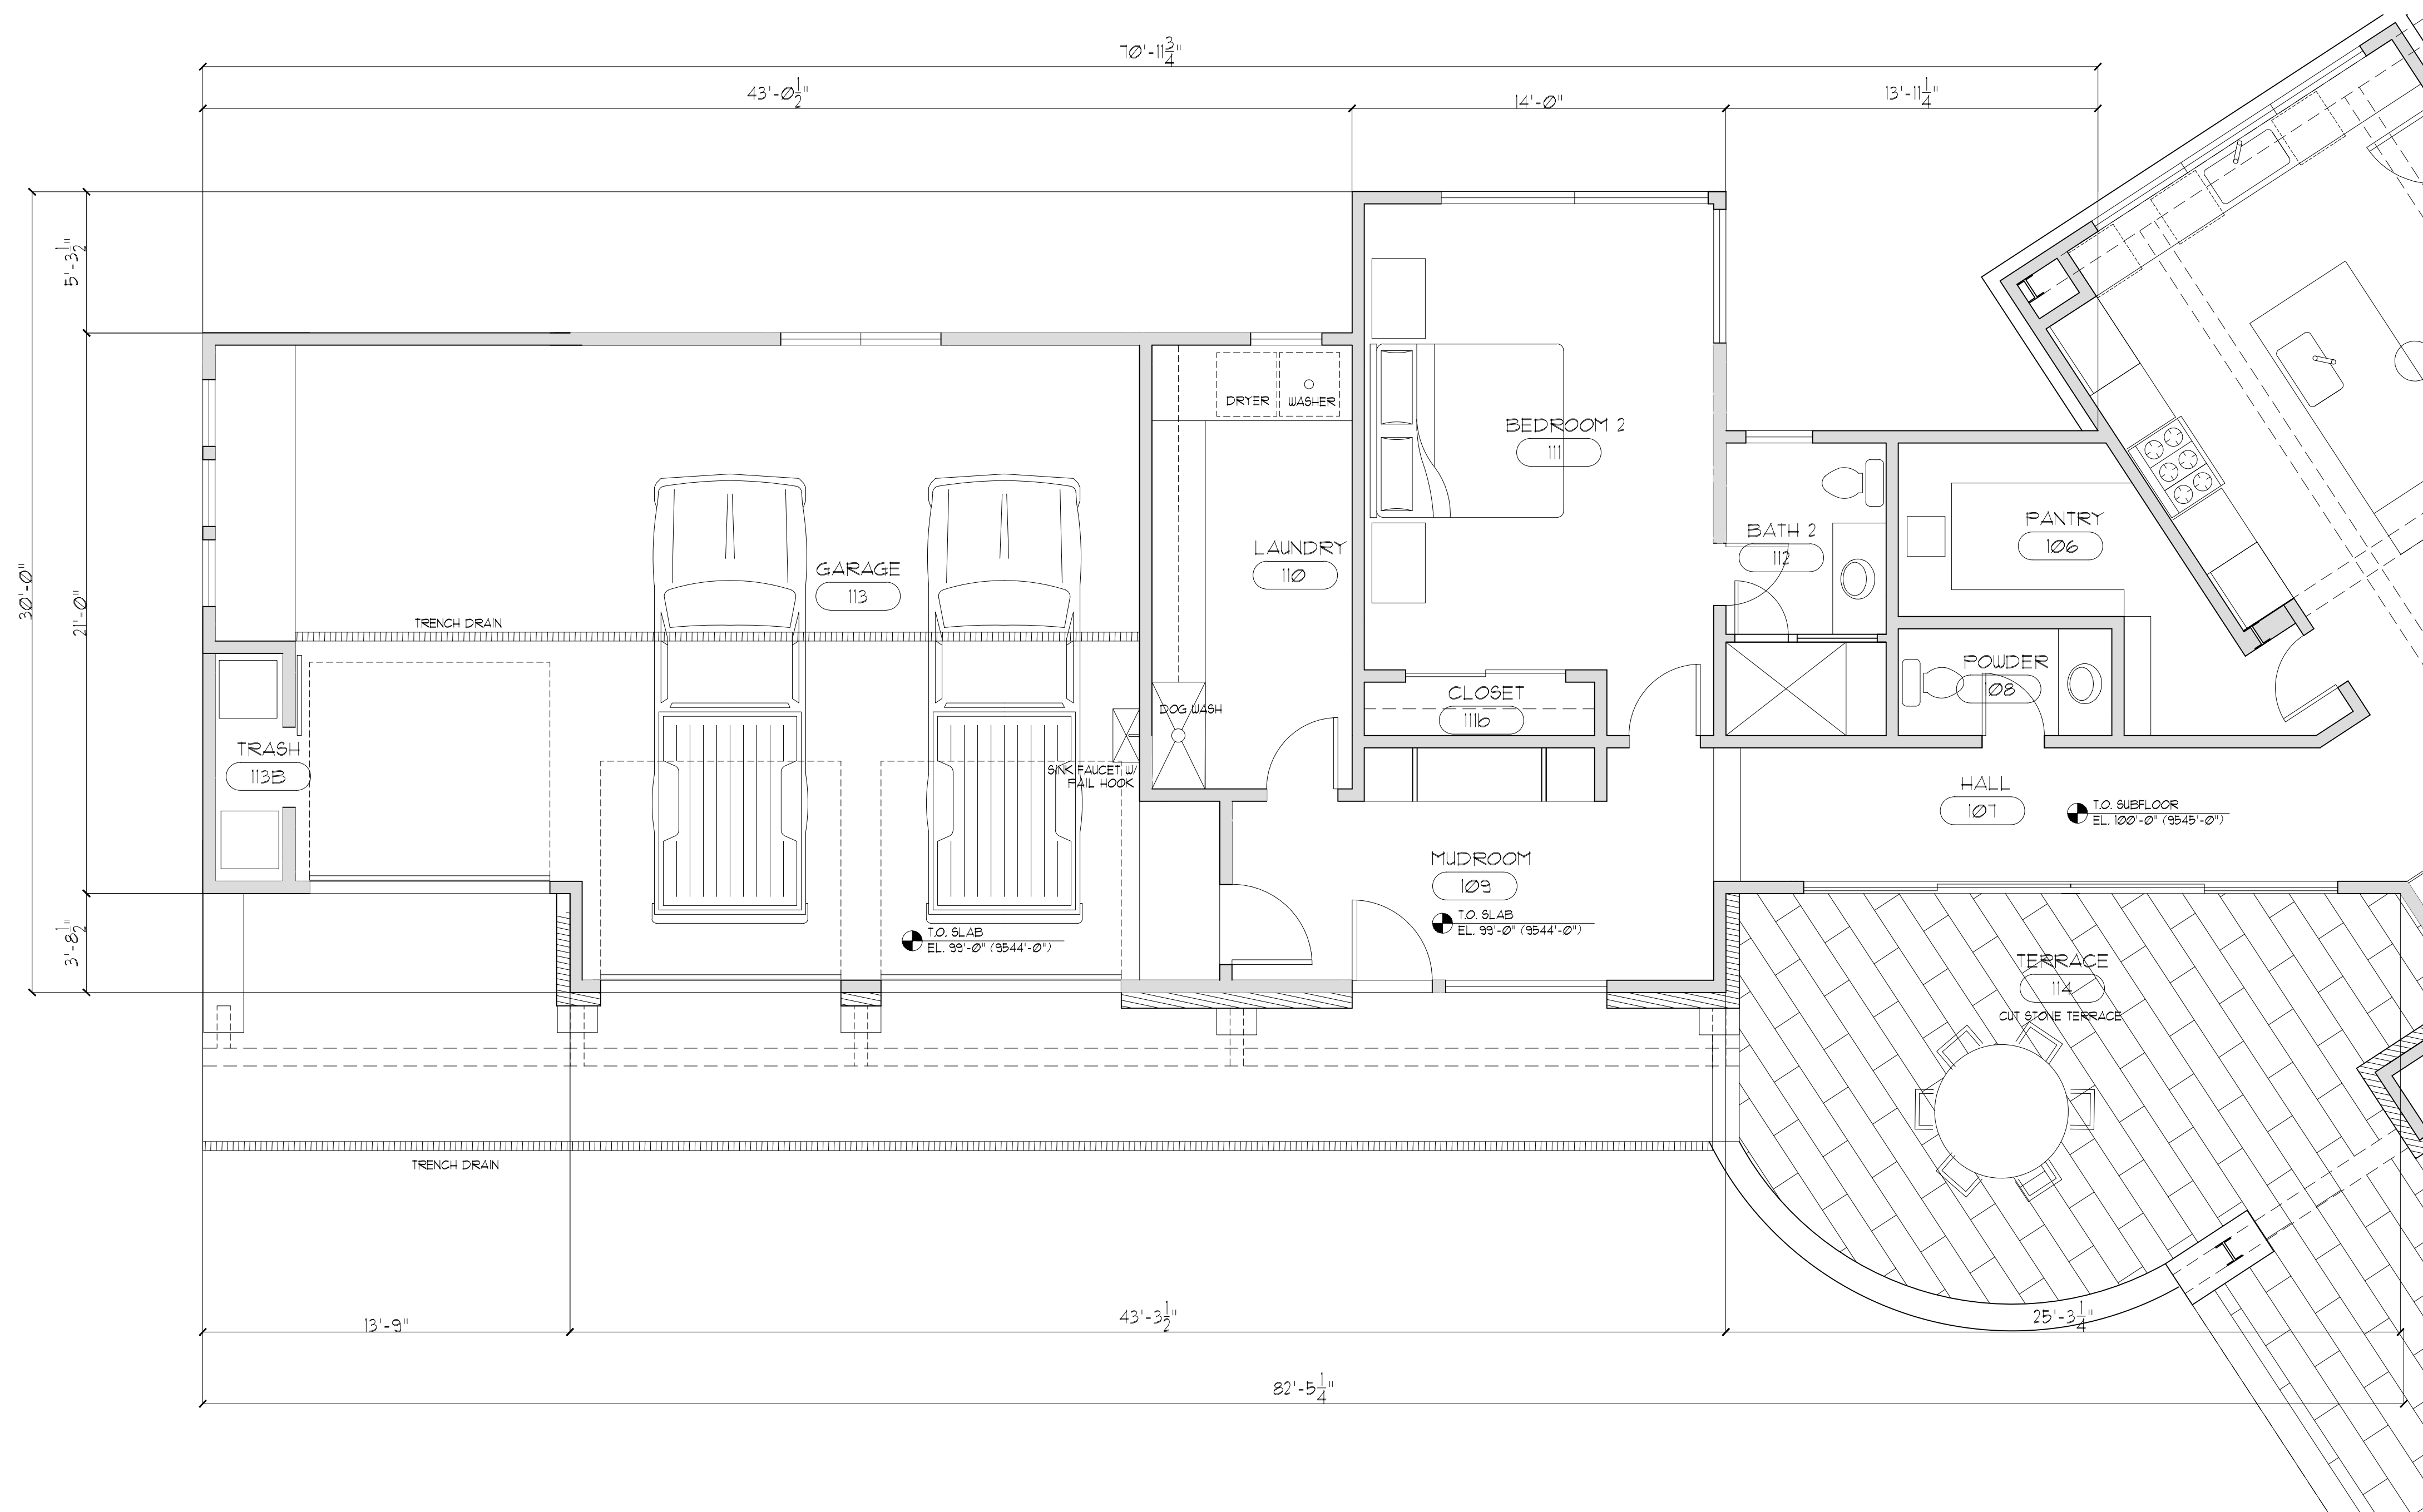 70'-11 3/4"
43'-0 1/2"
14'-0"
13'-11 1/4"
5'-3 1/2"
30'-0"
21'-0"
3'-8 1/2"
DRYER
WASHER
BEDROOM 2
111
BATH 2
112
PANTRY
106
LAUNDRY
110
GARAGE
113
TRENCH DRAIN
POWDER
108
CLOSET
111b
DOG WASH
TRASH
113B
SINK FAUCET W/
PAIL HOOK
HALL
107
T.O. SUBFLOOR
EL. 100'-0" (9545'-0")
MUDROOM
109
T.O. SLAB
EL. 99'-0" (9544'-0")
T.O. SLAB
EL. 99'-0" (9544'-0")
TERRACE
114
CUT STONE TERRACE
TRENCH DRAIN
13'-9"
43'-3 1/2"
25'-3 1/4"
82'-5 1/4"